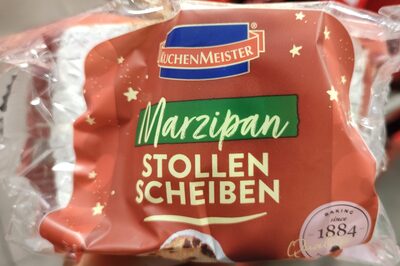 KUCHENMEISTER®
Marzipan
STOLLEN
SCHEIBEN
BAKING
since
1884